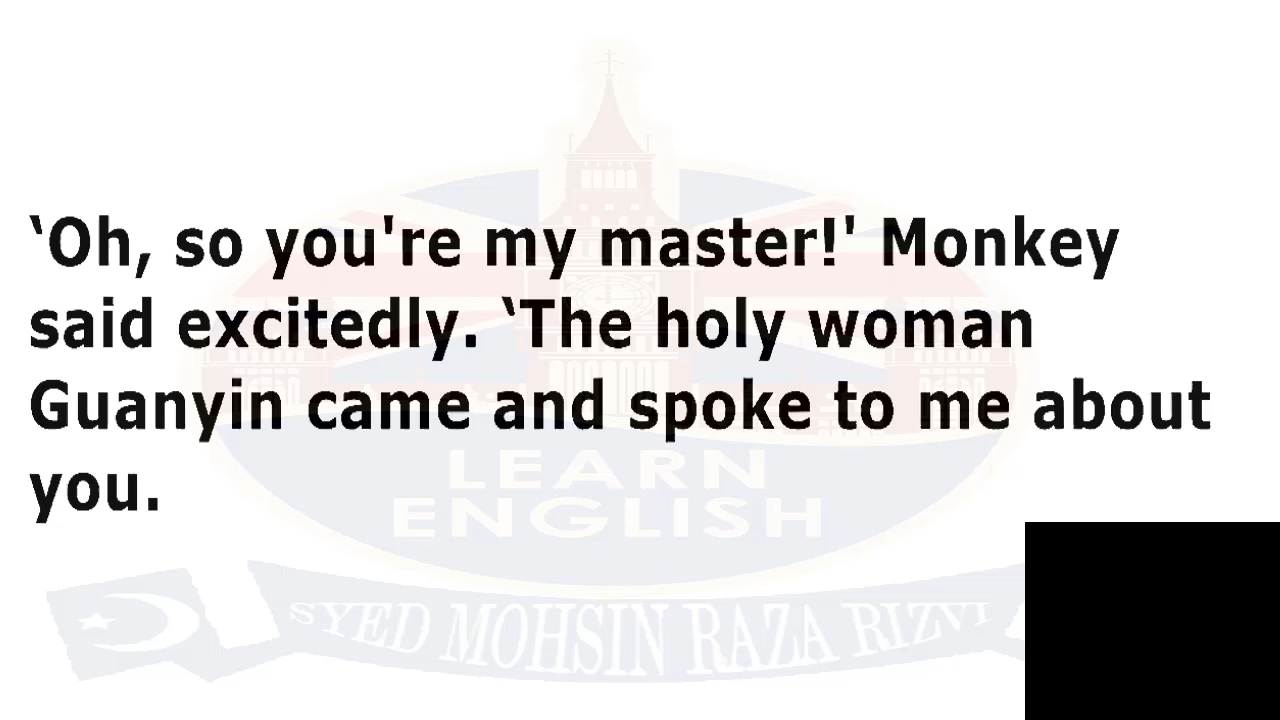 ‘Oh, so you're my master!' Monkey
said excitedly. ‘The holy woman
Guanyin came and spoke to me about
you.
LEARN
ENGLISH
SYED MOHSIN RAZA RIZVI